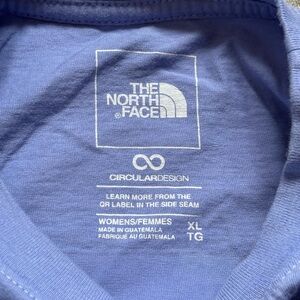 THE
NORTH
FACE
®
CIRCULARDESIGN
LEARN MORE FROM THE
QR LABEL IN THE SIDE SEAM
WOMENS/FEMMES XL
MADE IN GUATEMALA
FABRIQUÉ AU GUATEMALA TG